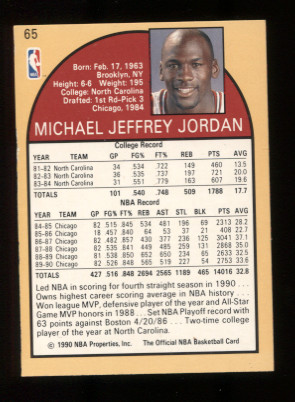 65
NBA
Born: Feb. 17, 1963
Brooklyn, NY
Height: 6-6 Weight: 195
College: North Carolina
Drafted: 1st Rd-Pick 3
Chicago, 1984
MICHAEL JEFFREY JORDAN
College Record
YEAR TEAM GP FG% FT% REB PTS AVG
81-82 North Carolina 34 .534 .722 149 460 13.5
82-83 North Carolina 36 .535 .737 197 721 20.0
83-84 North Carolina 31 .551 .779 163 607 19.6
TOTALS 101 .540 .748 509 1788 17.7
NBA Record
YEAR TEAM GP FG% FT% REB AST STL BLK PTS AVG
84-85 Chicago 82 .515 .845 534 481 196 69 2313 28.2
85-86 Chicago 18 .457 .840 64 53 37 21 408 22.7
86-87 Chicago 82 .482 .857 430 377 236 125 3041 37.1
87-88 Chicago 82 .535 .841 449 485 259 131 2868 35.0
88-89 Chicago 81 .538 .850 652 650 234 65 2633 32.5
89-90 Chicago 82 .526 .848 565 519 227 54 2753 33.6
TOTALS 427 .516 .848 2694 2565 1189 465 14016 32.8
Led NBA in scoring for fourth straight season in 1990 . . .
Owns highest career scoring average in NBA history . . .
Won league MVP, defensive player of the year and All-Star
Game MVP honors in 1988 . . . Set NBA Playoff record with
63 points against Boston 4/20/86 . . . Two-time college
player of the year at North Carolina.
© 1990 NBA Properties, Inc. The Official NBA Basketball Card